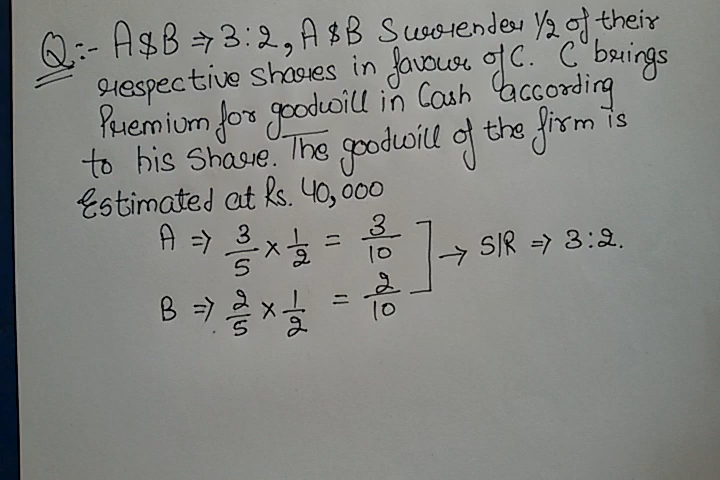 Q:- A & B ⇒ 3:2, A & B Surrender 1/2 of their
respective shares in favour of C. C brings
Premium for goodwill in Cash according
to his Share. The goodwill of the firm is
Estimated at Rs. 40,000
A ⇒ 3/5 × 1/2 = 3/10
→ S/R ⇒ 3:2.
B ⇒ 2/5 × 1/2 = 2/10